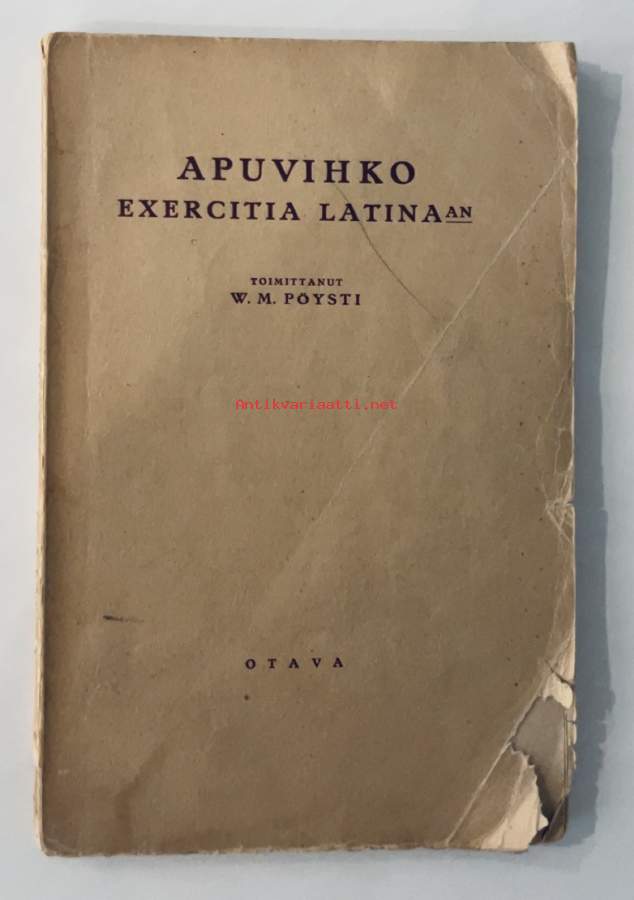 APUVIHKO
EXERCITIA LATINAAN
TOIMITTANUT
W. M. PÖYSTI
Antikvariaatti.net
OTAVA